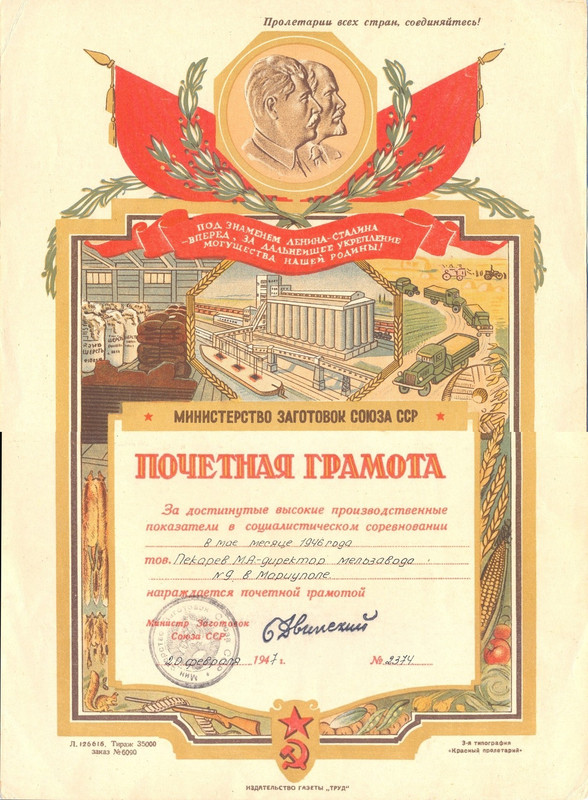 Пролетарии всех стран, соединяйтесь!
ПОД ЗНАМЕНЕМ ЛЕНИНА-СТАЛИНА
-ВПЕРЕД, ЗА ДАЛЬНЕЙШЕЕ УКРЕПЛЕНИЕ
МОГУЩЕСТВА НАШЕЙ РОДИНЫ!
ШЕРСТЬ
МИНИСТЕРСТВО ЗАГОТОВОК СОЮЗА ССР
ПОЧЕТНАЯ ГРАМОТА
За достигнутые высокие производственные
показатели в социалистическом соревновании
в мае месяце 1946 года
тов. Пекарев М.А-директор мельзавода
№9 в Мариуполе
награждается почетной грамотой
Министр Заготовок
Союза ССР
Б Двинский
20 февраля 1947 г. № 2374
Л. 126618, Тираж 35000
заказ № 6090
3-я типография
«Красный пролетарий»
ИЗДАТЕЛЬСТВО ГАЗЕТЫ „ТРУД"